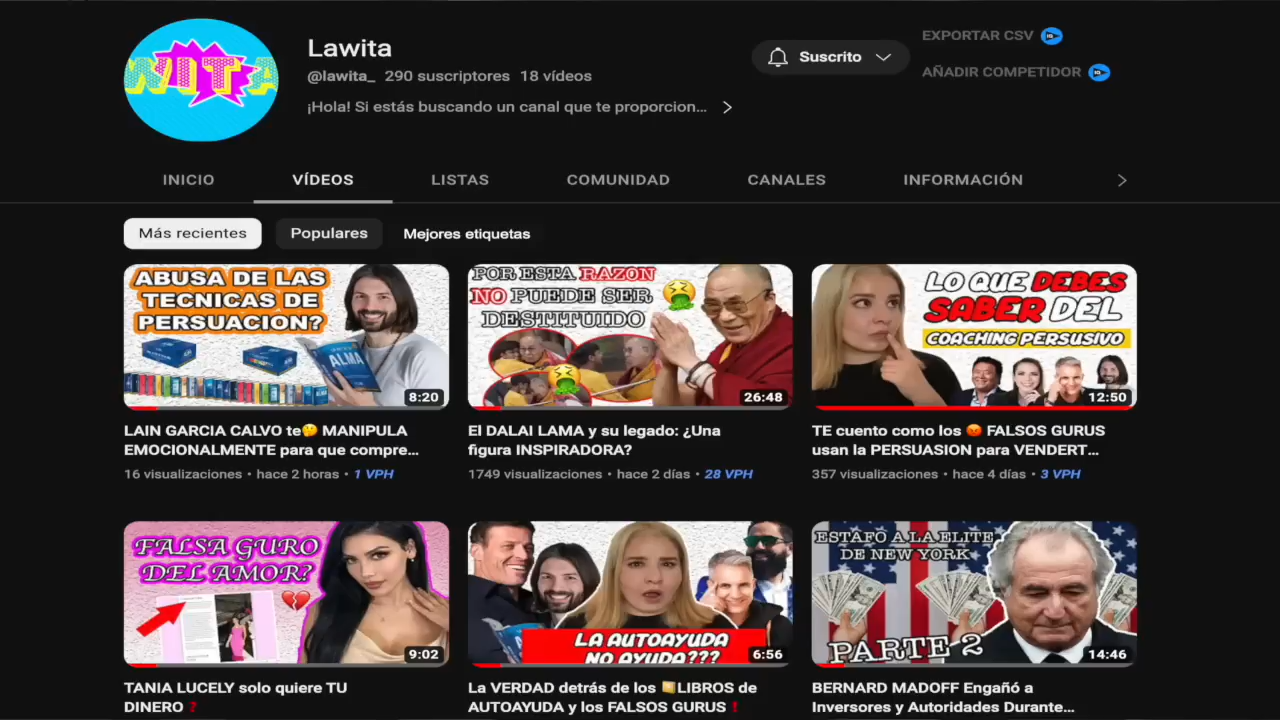 WITA
Lawita
@lawita_ 290 suscriptores 18 vídeos
¡Hola! Si estás buscando un canal que te proporcion...
Suscrito
EXPORTAR CSV
AÑADIR COMPETIDOR
INICIO VÍDEOS LISTAS COMUNIDAD CANALES INFORMACIÓN
Más recientes Populares Mejores etiquetas
ABUSA DE LAS
TECNICAS DE
PERSUACION?
ALMA
8:20
POR ESTA RAZON
NO PUEDE SER
DESTITUIDO
26:48
LO QUE DEBES
SABER DEL
COACHING PERSUSIVO
12:50
LAIN GARCIA CALVO te🤔 MANIPULA
EMOCIONALMENTE para que compre...
16 visualizaciones • hace 2 horas • 1 VPH
El DALAI LAMA y su legado: ¿Una
figura INSPIRADORA?
1749 visualizaciones • hace 2 días • 28 VPH
TE cuento como los 😡 FALSOS GURUS
usan la PERSUASION para VENDERT...
357 visualizaciones • hace 4 días • 3 VPH
FALSA GURO
DEL AMOR?
9:02
LA AUTOAYUDA
NO AYUDA???
6:56
ESTAFÓ A LA ELITE
DE NEW YORK
PARTE 2
14:46
TANIA LUCELY solo quiere TU
DINERO ❓
La VERDAD detrás de los 📒LIBROS de
AUTOAYUDA y los FALSOS GURUS ❗
BERNARD MADOFF Engañó a
Inversores y Autoridades Durante...